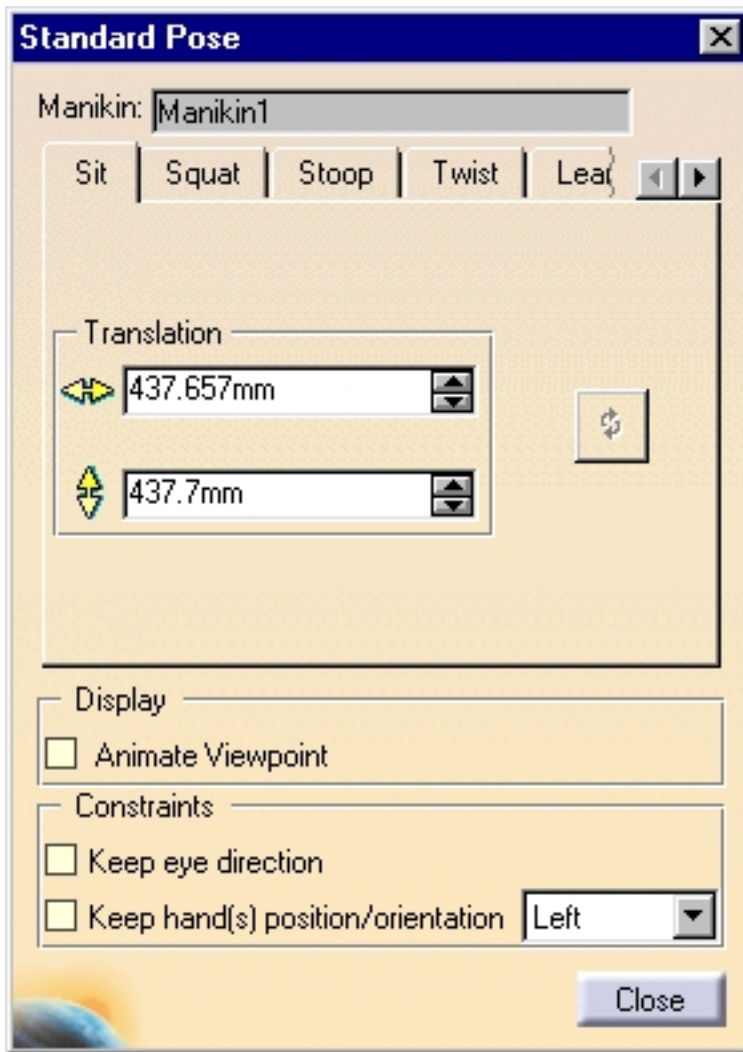 Standard Pose
Manikin: Manikin1
Sit Squat Stoop Twist
Translation
437.657mm
437.7mm
Display
Animate Viewpoint
Constraints
Keep eye direction
Keep hand(s) position/orientation Left
Close